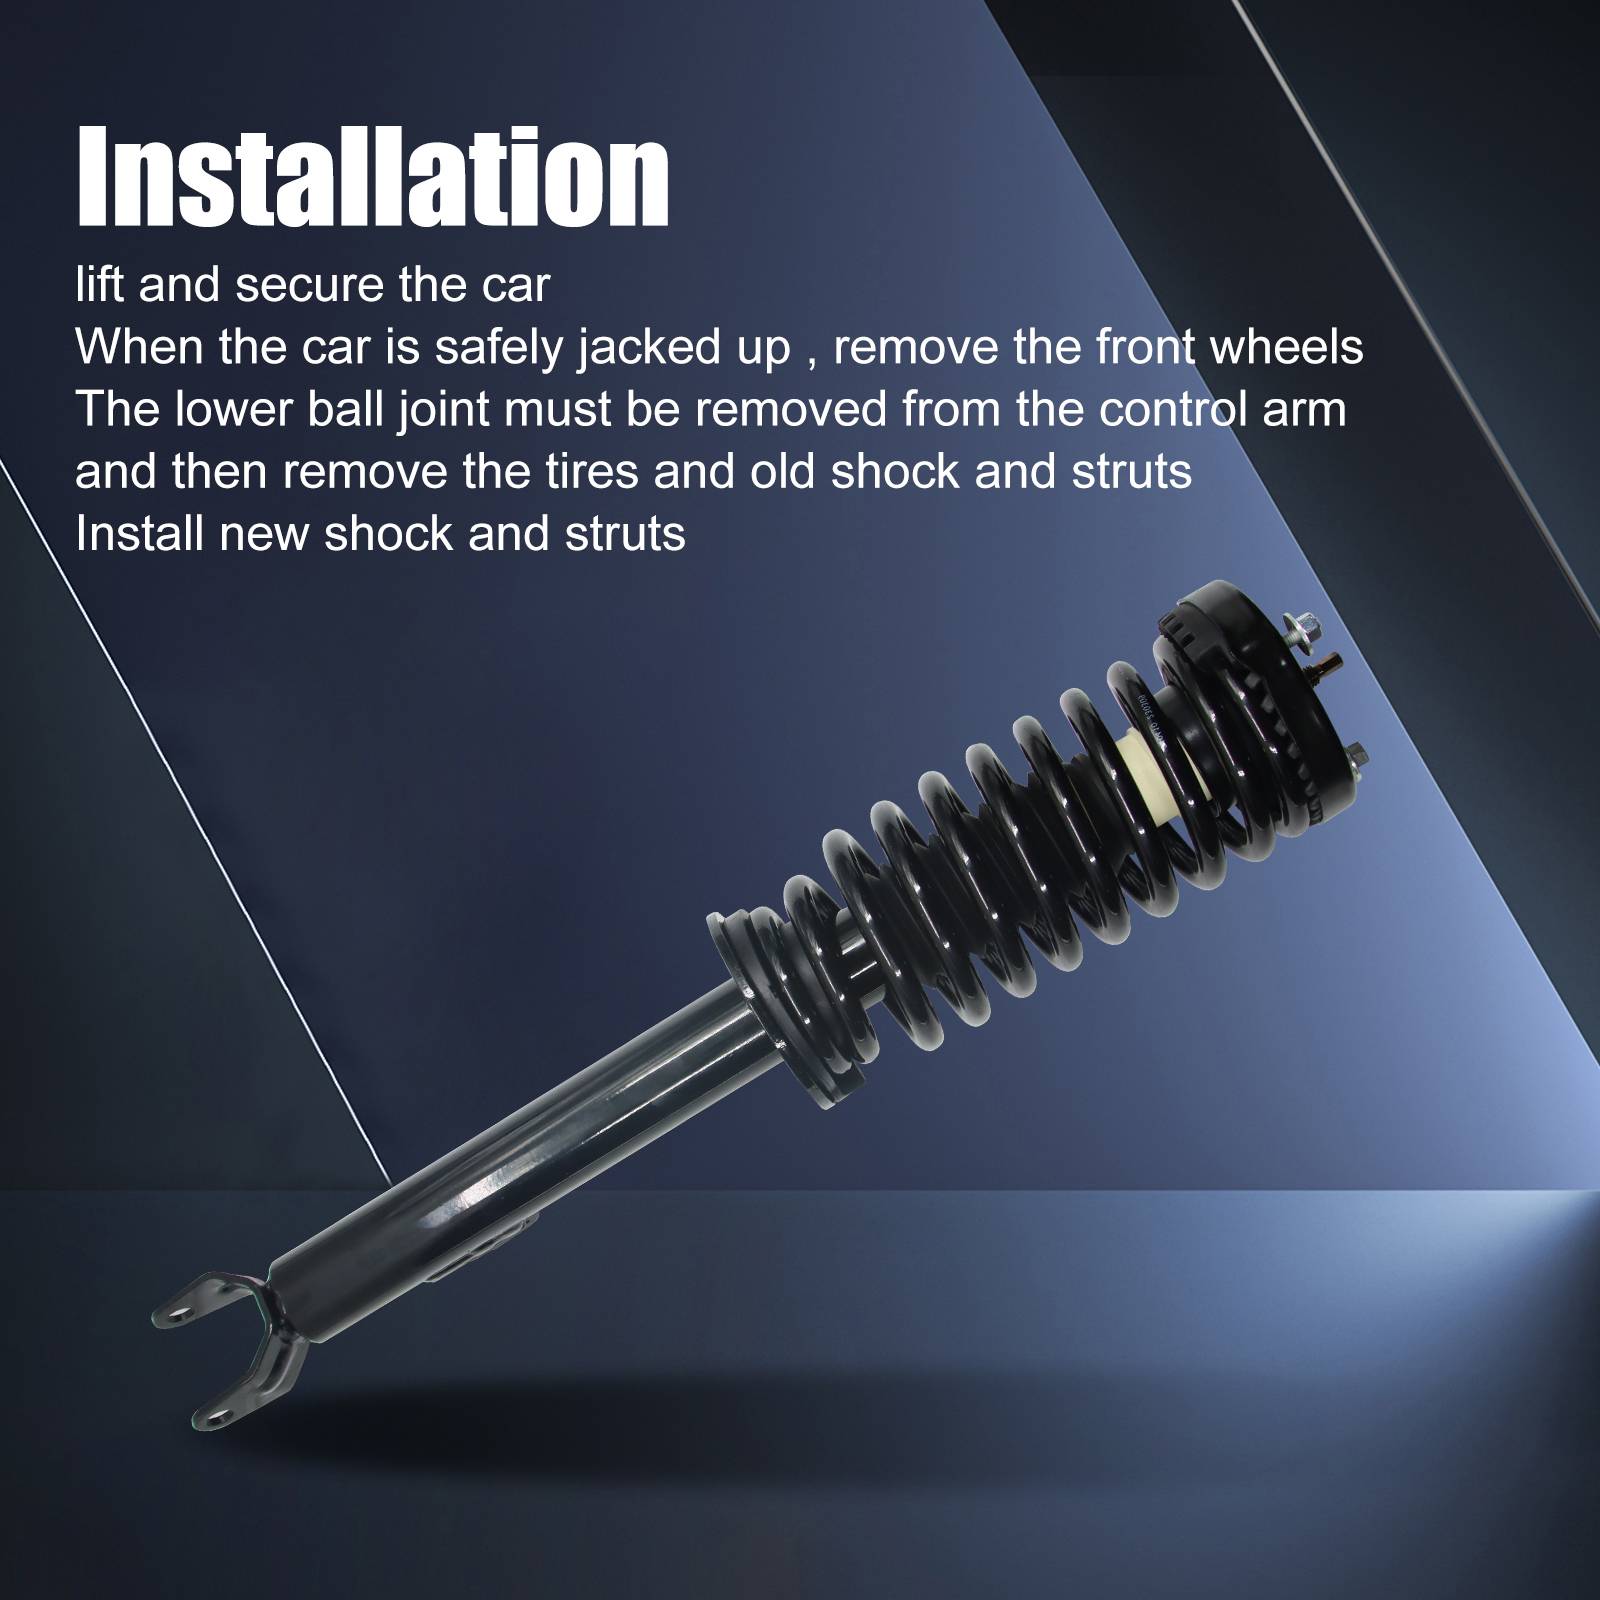 Installation
lift and secure the car
When the car is safely jacked up , remove the front wheels
The lower ball joint must be removed from the control arm
and then remove the tires and old shock and struts
Install new shock and struts